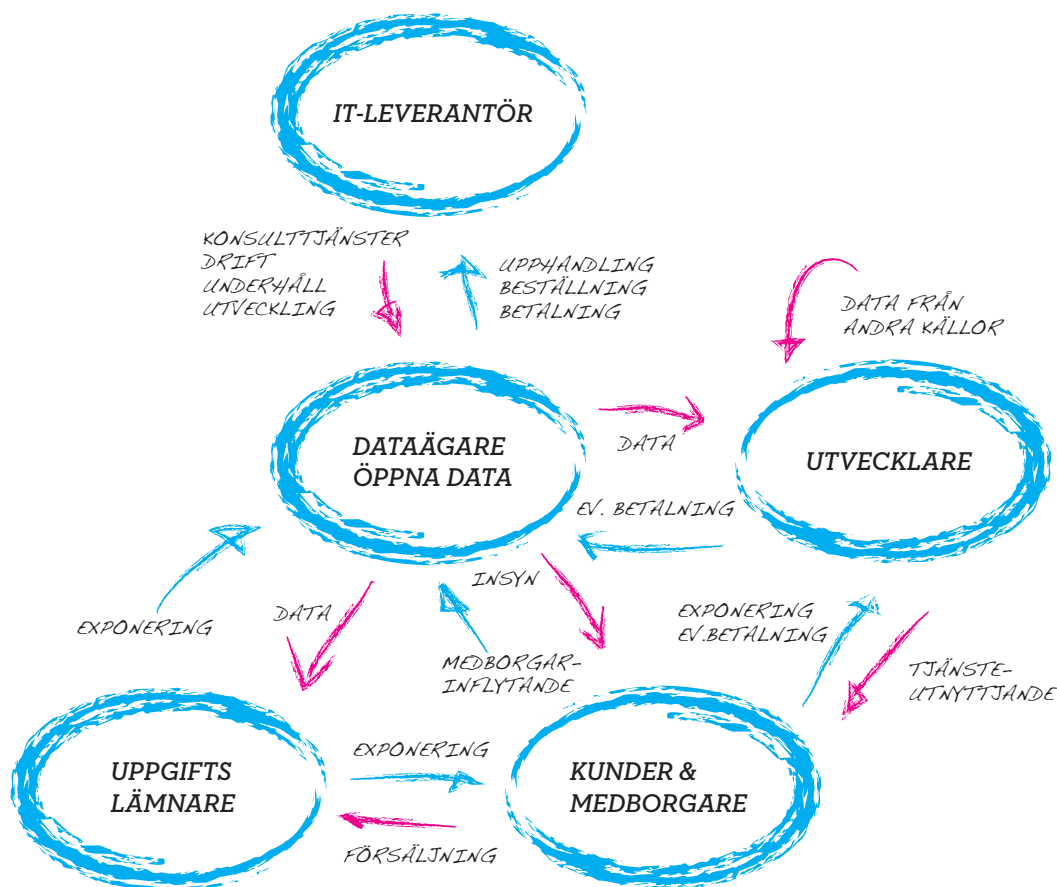 IT-LEVERANTÖR
KONSULTTJÄNSTER
DRIFT
UNDERHÅLL
UTVECKLING
UPPHANDLING
BESTÄLLNING
BETALNING
DATA FRÅN
ANDRA KÄLLOR
DATAÄGARE
ÖPPNA DATA
DATA
UTVECKLARE
EV. BETALNING
INSYN
EXPONERING
DATA
MEDBORGAR-
INFLYTANDE
EXPONERING
EV.BETALNING
TJÄNSTE-
UTNYTTJANDE
UPPGIFTS
LÄMNARE
EXPONERING
FÖRSÄLJNING
KUNDER &
MEDBORGARE